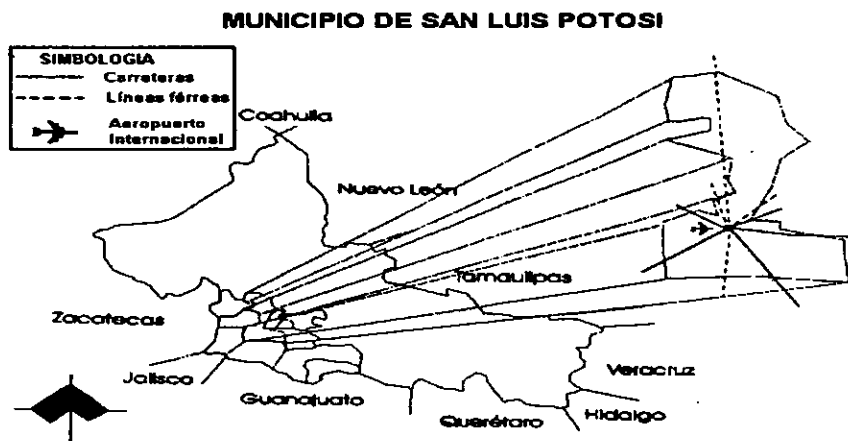 MUNICIPIO DE SAN LUIS POTOSI
SIMBOLOGIA
Carreteras
Líneas férreas
Aeropuerto
Internacional
Coahuila
Nuevo León
Tamaulipas
Zacatecas
Jalisco
Guanajuato
Querétaro
Hidalgo
Veracruz